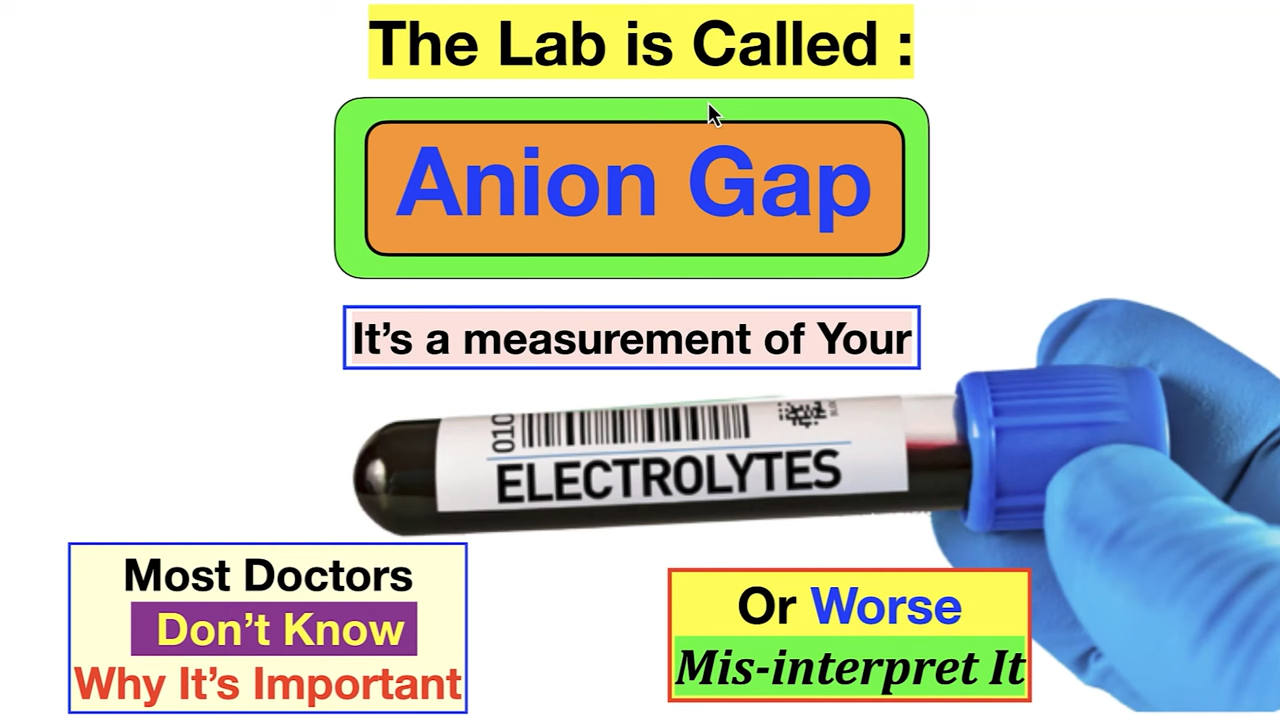 The Lab is Called :
Anion Gap
It's a measurement of Your
010
ELECTROLYTES
Most Doctors
Don't Know
Why It's Important
Or Worse
Mis-interpret It